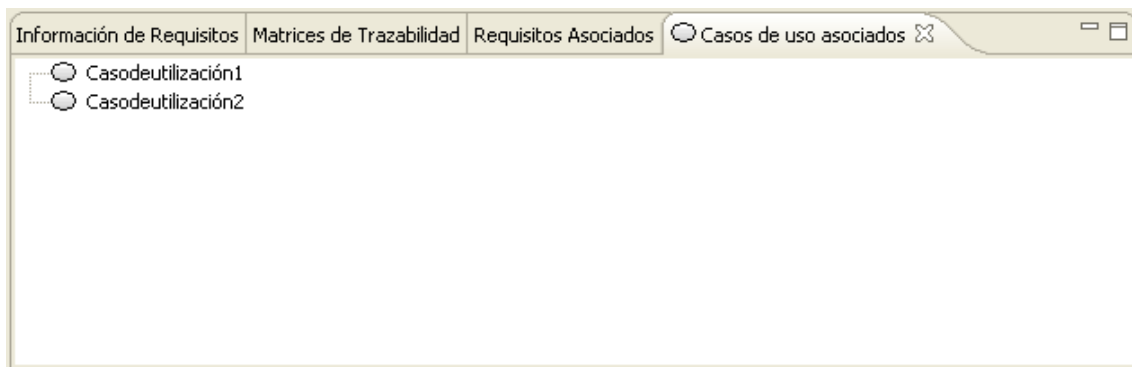 Información de Requisitos Matrices de Trazabilidad Requisitos Asociados Casos de uso asociados
Casodeutilización1
Casodeutilización2